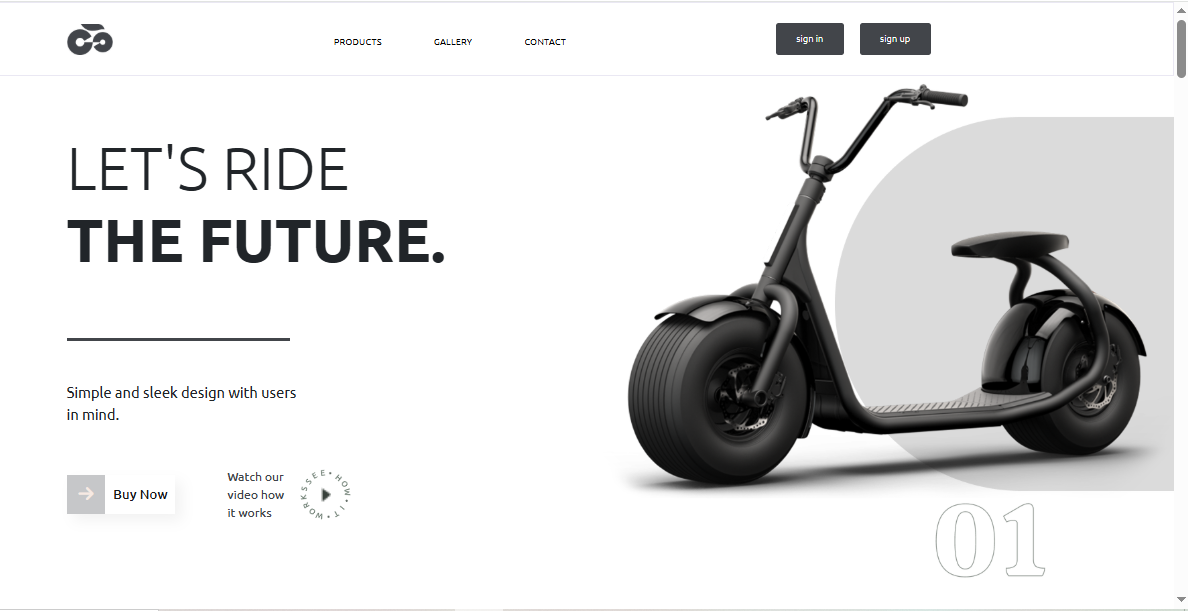 PRODUCTS GALLERY CONTACT sign in sign up
LET'S RIDE
THE FUTURE.
Simple and sleek design with users
in mind.
Buy Now
Watch our
video how
it works
SEE • HOW • IT • WORKS
01